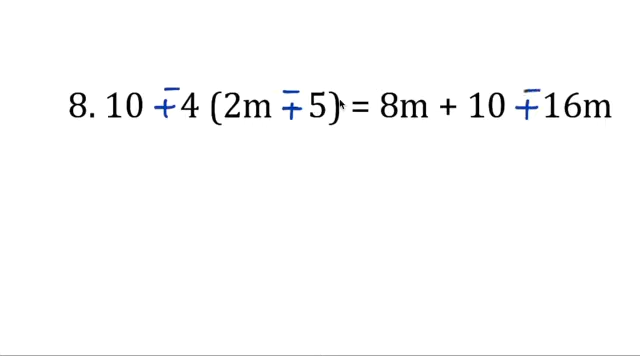 8. 10 ∓ 4 (2m ∓ 5) = 8m + 10 ∓ 16m